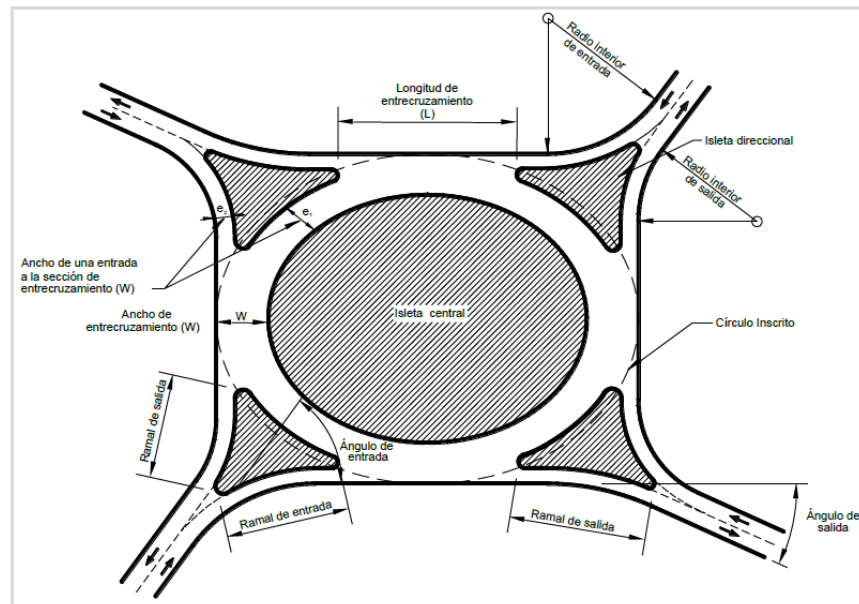 Radio interior
de entrada
Longitud de
entrecruzamiento
(L)
Isleta direccional
Radio interior
de salida
e₂
e₁
Ancho de una entrada
a la sección de
entrecruzamiento (W)
Ancho de
entrecruzamiento (W)
W
Isleta central
Círculo Inscrito
Ramal de salida
Ángulo de
entrada
Ramal de entrada
Ramal de salida
Ángulo de
salida